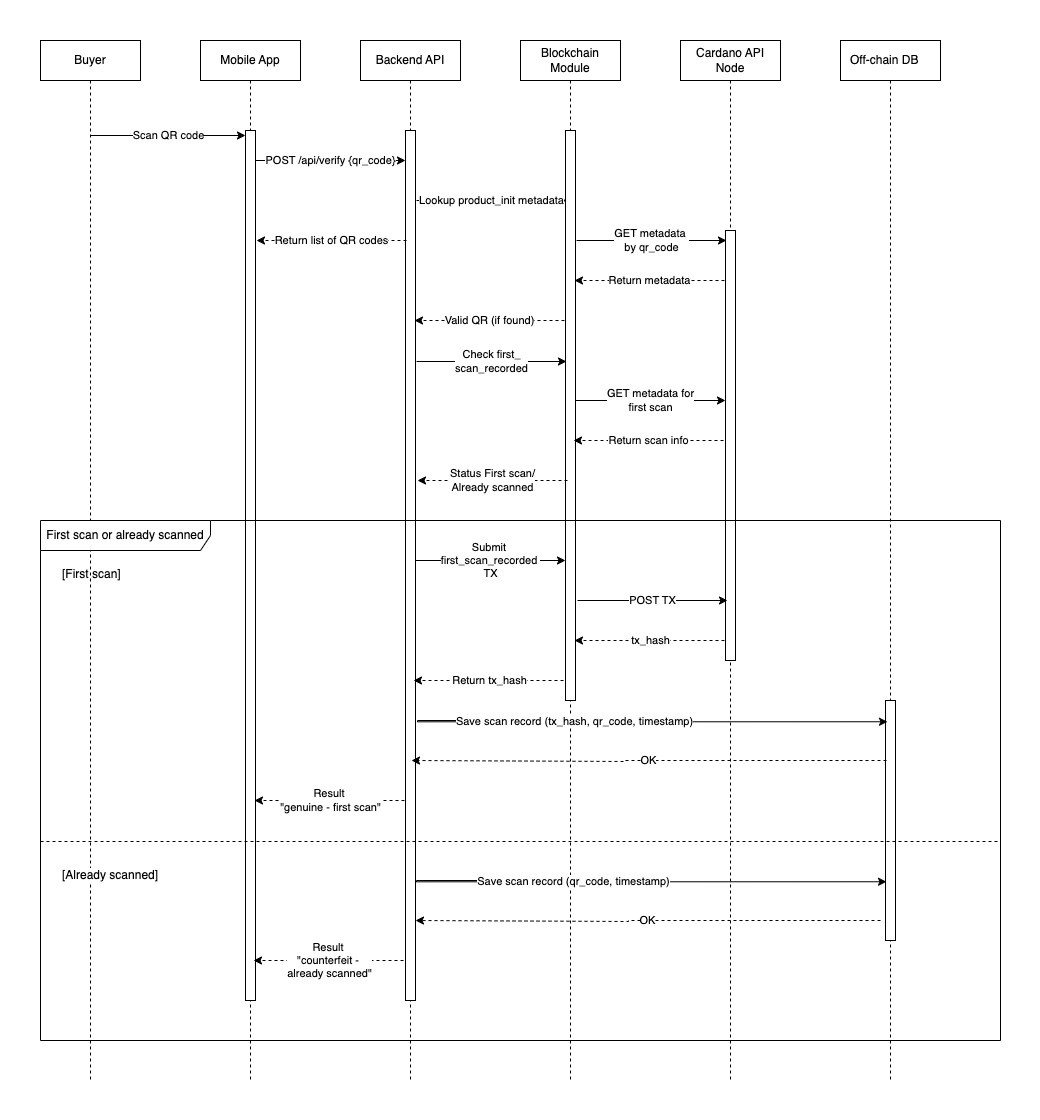 Buyer
Mobile App
Backend API
Blockchain
Module
Cardano API
Node
Off-chain DB
Scan QR code
POST /api/verify {qr_code}
Lookup product_init metadata
Return list of QR codes
GET metadata
by qr_code
Return metadata
Valid QR (if found)
Check first_
scan_recorded
GET metadata for
first scan
Return scan info
Status First scan/
Already scanned
First scan or already scanned
[First scan]
Submit
first_scan_recorded
TX
POST TX
tx_hash
Return tx_hash
Save scan record (tx_hash, qr_code, timestamp)
OK
Result
"genuine - first scan"
[Already scanned]
Save scan record (qr_code, timestamp)
OK
Result
"counterfeit -
already scanned"